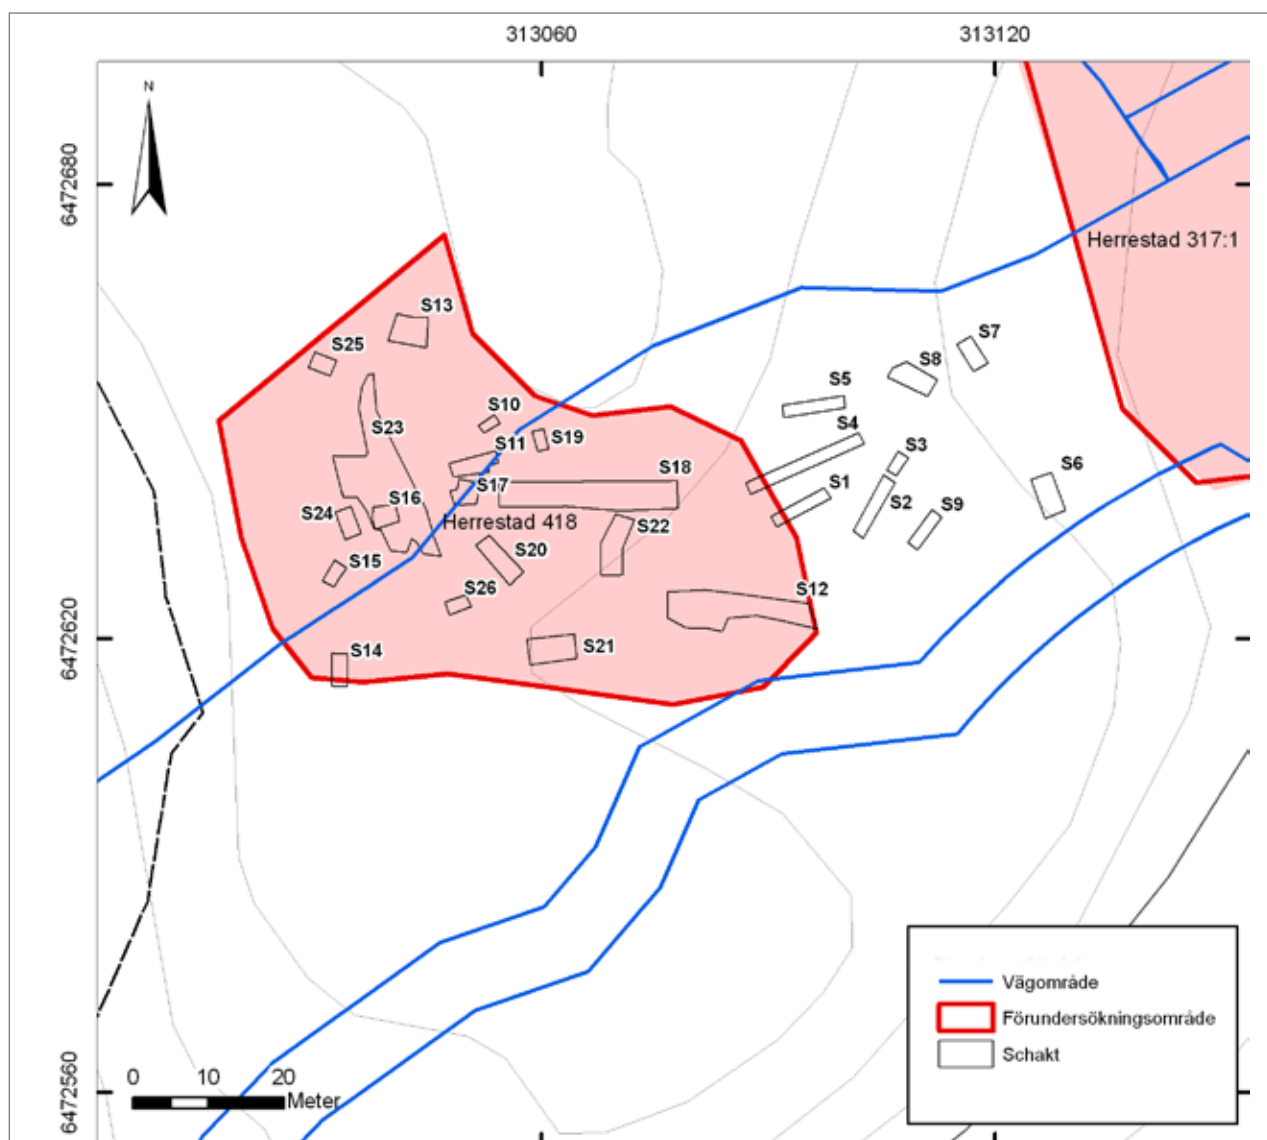 313060
313120
N
6472680
Herrestad 317:1
S13
S25
S7
S8
S5
S10
S23
S4
S19
S11
S3
S18
S6
S1
S17
S16
S2
S9
S24
Herrestad 418
S22
S20
S15
S26
S12
6472620
S21
S14
Vägområde
Förundersökningsområde
Schakt
0 10 20
Meter
6472560